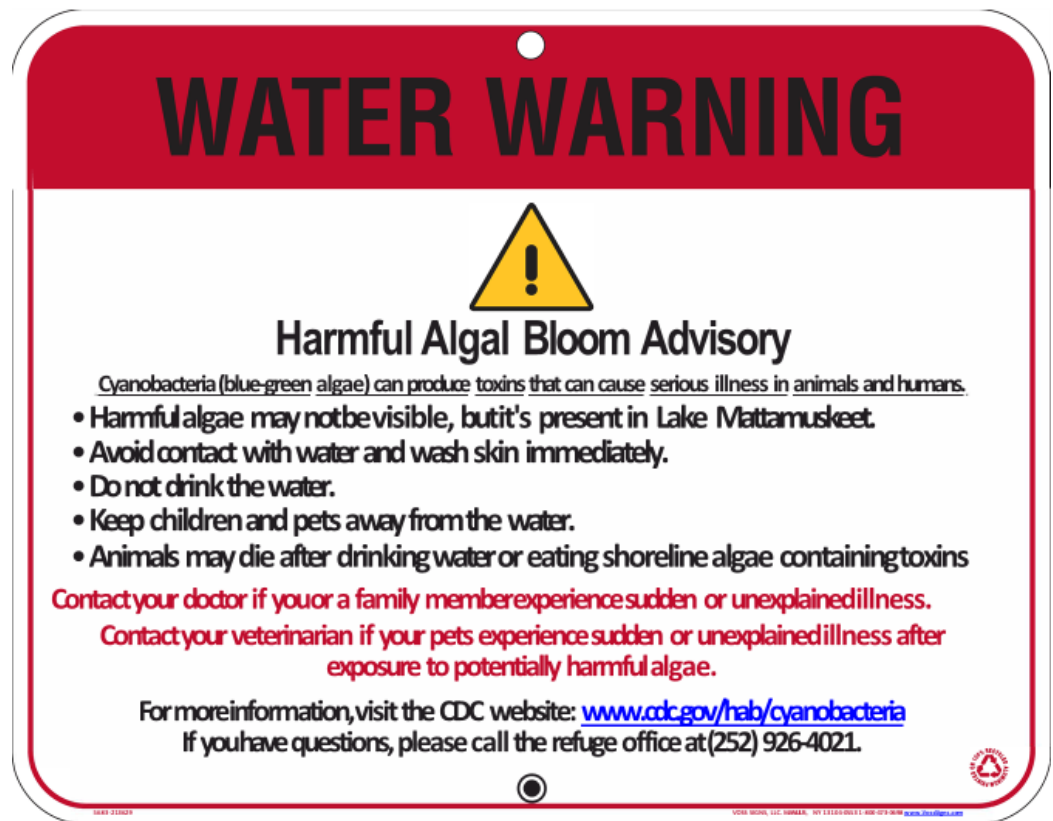 WATER WARNING
Harmful Algal Bloom Advisory
Cyanobacteria (blue-green algae) can produce toxins that can cause serious illness in animals and humans.
• Harmful algae may not be visible, but it's present in Lake Mattamuskeet.
• Avoid contact with water and wash skin immediately.
• Do not drink the water.
• Keep children and pets away from the water.
• Animals may die after drinking water or eating shoreline algae containing toxins
Contact your doctor if you or a family member experience sudden or unexplained illness.
Contact your veterinarian if your pets experience sudden or unexplained illness after
exposure to potentially harmful algae.
For more information, visit the CDC website: www.cdc.gov/hab/cyanobacteria
If you have questions, please call the refuge office at (252) 926-4021.